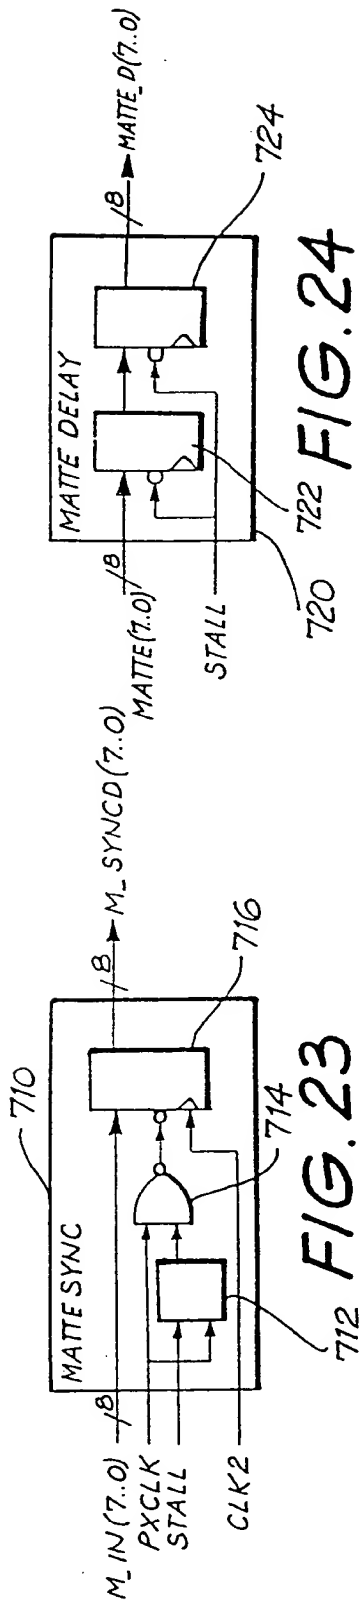 MATTE SYNC
710
M_IN(7..0)
8
PXCLK
STALL
CLK2
8
M_SYNCD(7..0)
712
714
716
FIG. 23
MATTE DELAY
MATTE(7..0)
8
STALL
8
MATTE_D(7..0)
720
722
724
FIG. 24